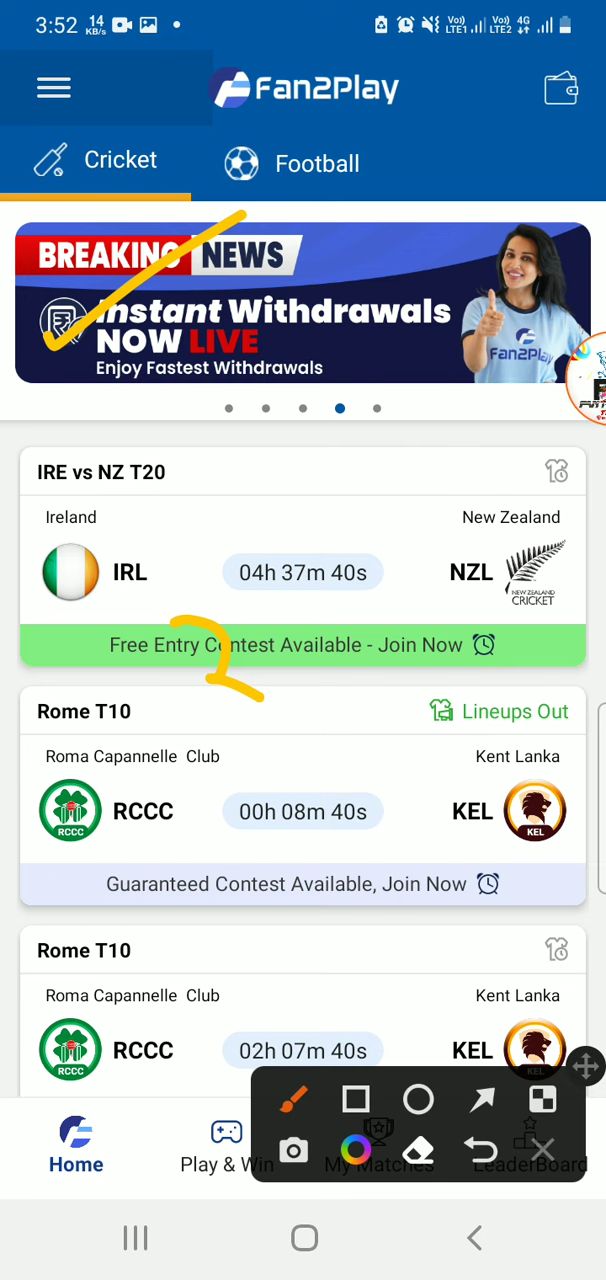 3:52 14 KB/s Vo) LTE1 Vo) LTE2 4G
Fan2Play
Cricket Football
BREAKING NEWS
Instant Withdrawals
NOW LIVE
Enjoy Fastest Withdrawals
Fan2Play
IRE vs NZ T20
Ireland New Zealand
IRL 04h 37m 40s NZL
NEW ZEALAND
CRICKET
Free Entry Contest Available - Join Now
2
Rome T10 Lineups Out
Roma Capannelle Club Kent Lanka
RCCC RCCC 00h 08m 40s KEL KEL
Guaranteed Contest Available, Join Now
Rome T10
Roma Capannelle Club Kent Lanka
RCCC RCCC 02h 07m 40s KEL KEL
Home Play & Win My Matches LeaderBoard